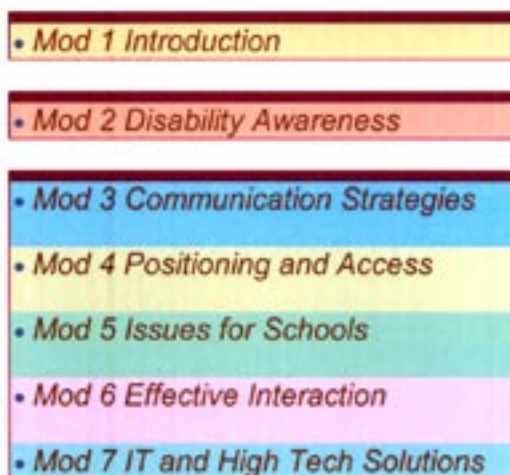 • Mod 1 Introduction
• Mod 2 Disability Awareness
• Mod 3 Communication Strategies
• Mod 4 Positioning and Access
• Mod 5 Issues for Schools
• Mod 6 Effective Interaction
• Mod 7 IT and High Tech Solutions